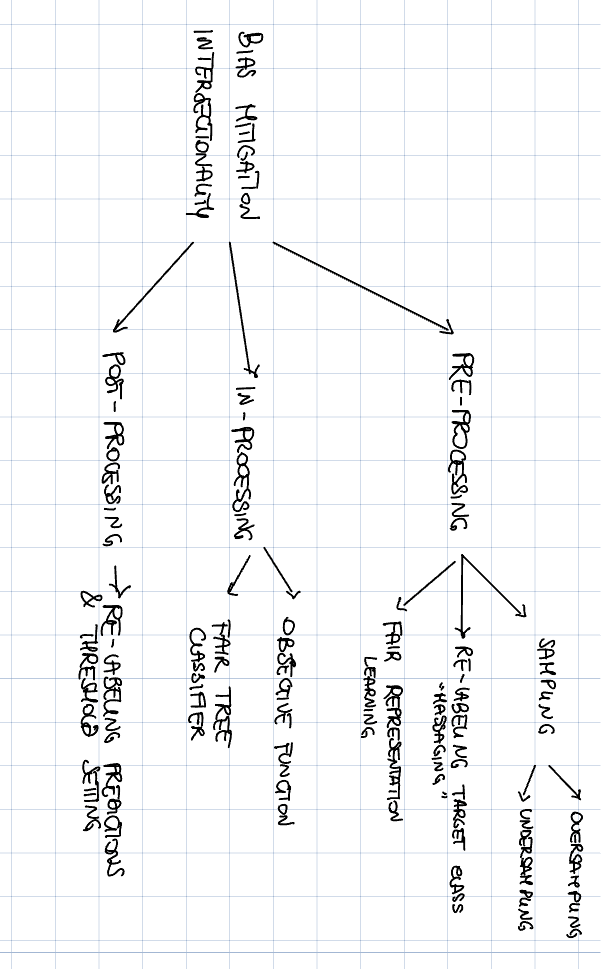 BIAS MITIGATION
INTERSECTIONALITY
PRE-PROCESSING
SAMPLING
OVERSAMPLING
UNDERSAMPLING
RE-LABELING TARGET CLASS
"MASSAGING"
FAIR REPRESENTATION
LEARNING
IN-PROCESSING
OBJECTIVE FUNCTION
FAIR TREE
CLASSIFIER
POST-PROCESSING
RE-LABELING PREDICTIONS
& THRESHOLD SETTING